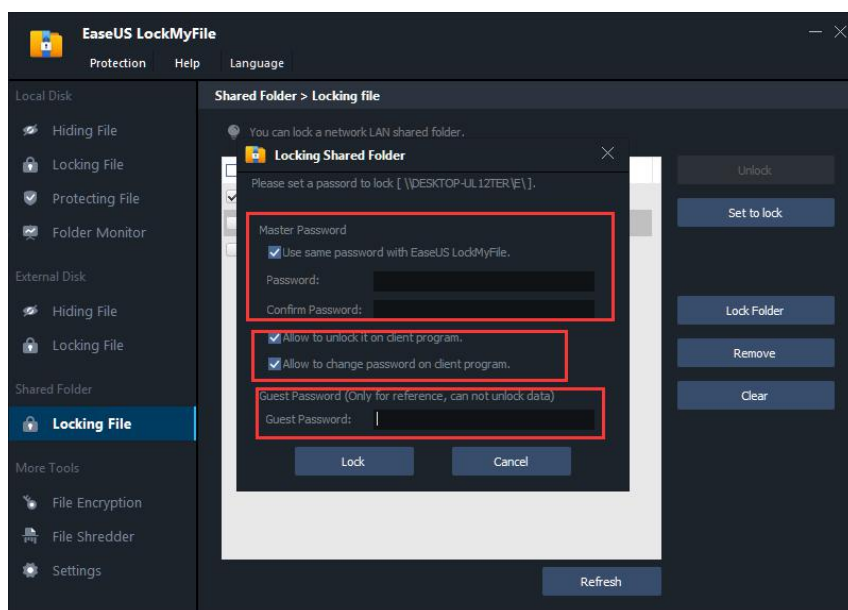 EaseUS LockMyFile
Protection Help Language
Local Disk
Hiding File
Locking File
Protecting File
Folder Monitor
External Disk
Hiding File
Locking File
Shared Folder
Locking File
More Tools
File Encryption
File Shredder
Settings
Shared Folder > Locking file
You can lock a network LAN shared folder.
Locking Shared Folder
Please set a passord to lock [ \\DESKTOP-UL12TER\E\ ].
Master Password
Use same password with EaseUS LockMyFile.
Password:
Confirm Password:
Allow to unlock it on client program.
Allow to change password on client program.
Guest Password (Only for reference, can not unlock data)
Guest Password:
Lock Cancel
Unlock
Set to lock
Lock Folder
Remove
Clear
Refresh